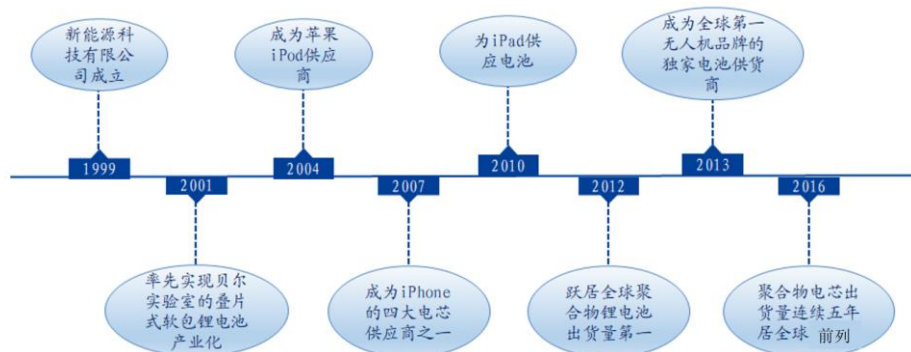 新能源科
技有限公
司成立
成为苹果
iPod供应
商
为iPad供
应电池
成为全球第一
无人机品牌的
独家电池供货
商
1999
2001
2004
2007
2010
2012
2013
2016
率先实现贝尔
实验室的叠片
式软包锂电池
产业化
成为iPhone
的四大电芯
供应商之一
跃居全球聚
合物锂电池
出货量第一
聚合物电芯出
货量连续五年
居全球 前列